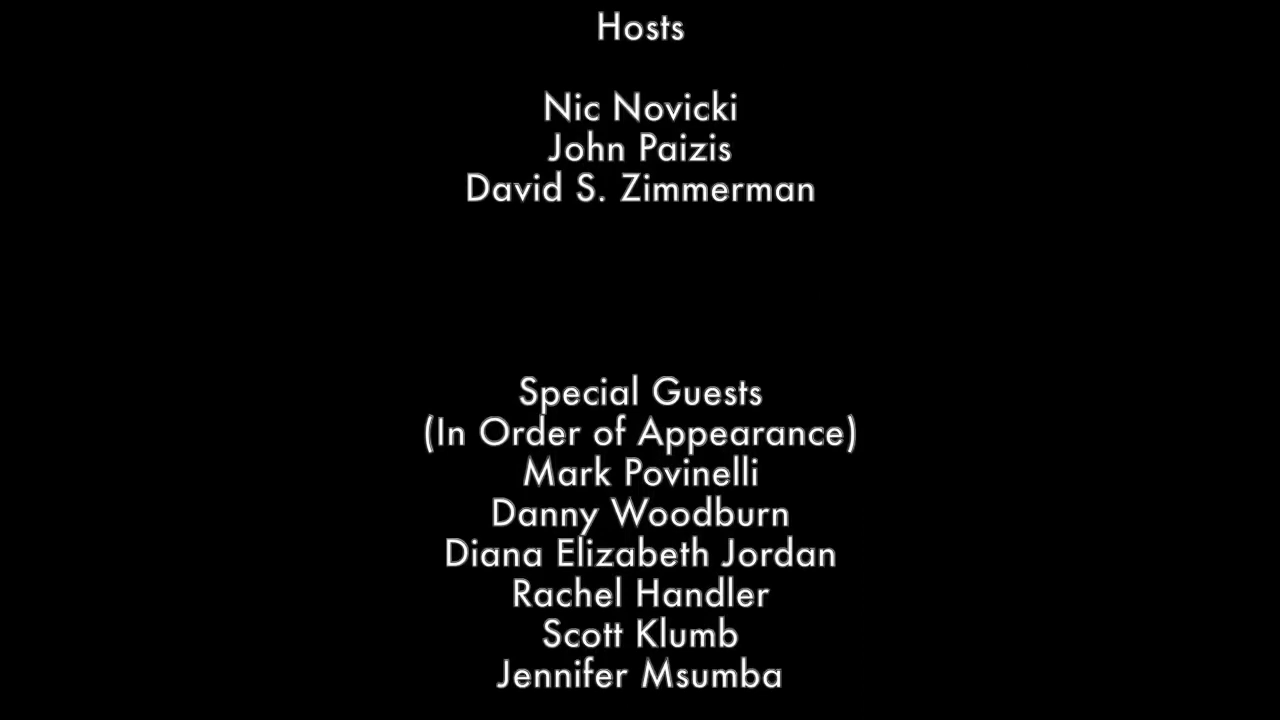 Hosts
Nic Novicki
John Paizis
David S. Zimmerman
Special Guests
(In Order of Appearance)
Mark Povinelli
Danny Woodburn
Diana Elizabeth Jordan
Rachel Handler
Scott Klumb
Jennifer Msumba